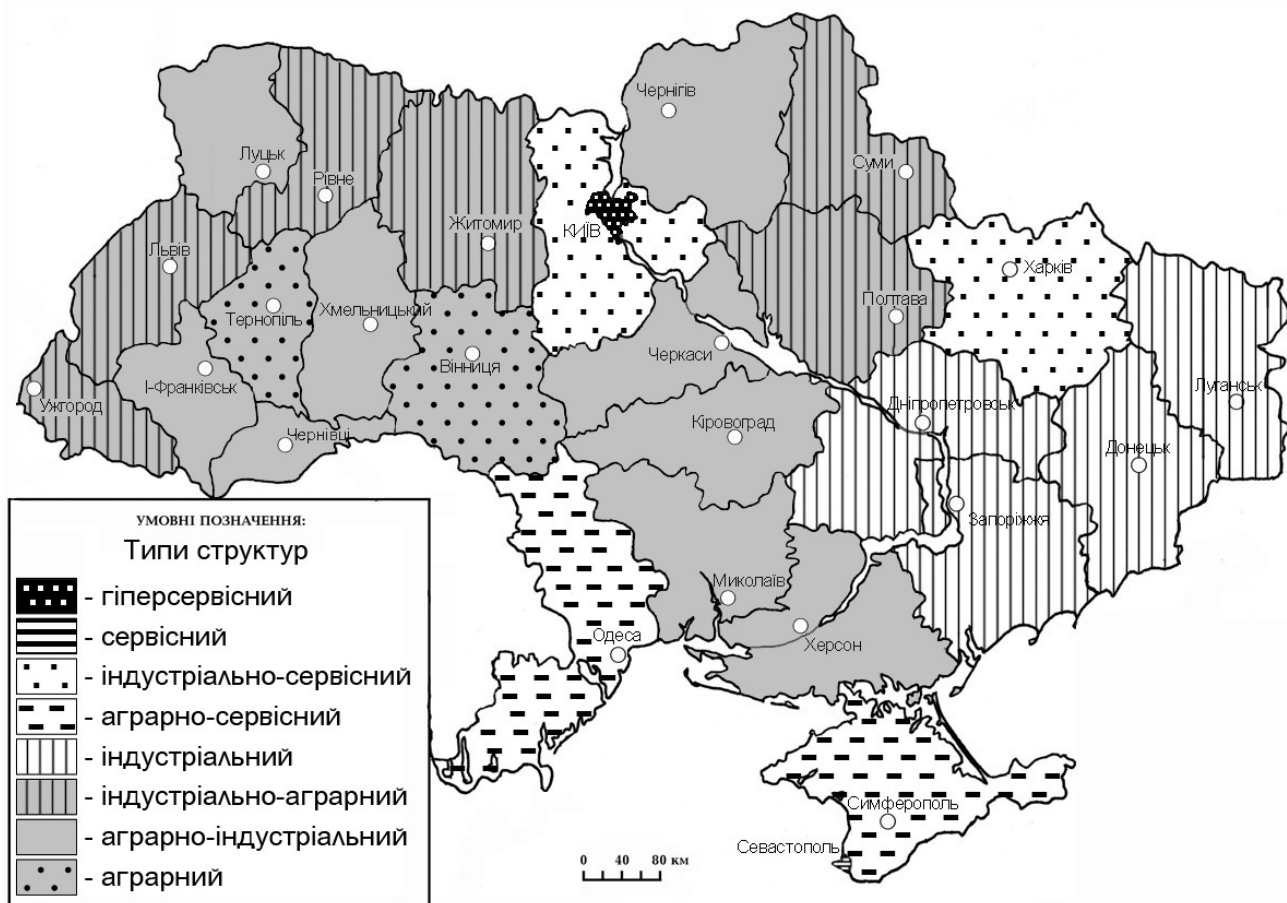 Чернігів
Луцьк
Суми
Рівне
Житомир
КИЇВ
Львів
Харків
Полтава
Тернопіль
Хмельницький
Черкаси
Вінниця
І-Франківськ
Ужгород
Луганськ
Дніпропетровськ
Кіровоград
Чернівці
Донецьк
Запоріжжя
УМОВНІ ПОЗНАЧЕННЯ:
Типи структур
- гіперсервісний
- сервісний
- індустріально-сервісний
- аграрно-сервісний
- індустріальний
- індустріально-аграрний
- аграрно-індустріальний
- аграрний
Миколаїв
Одеса
Херсон
Симферополь
Севастополь
0 40 80 км